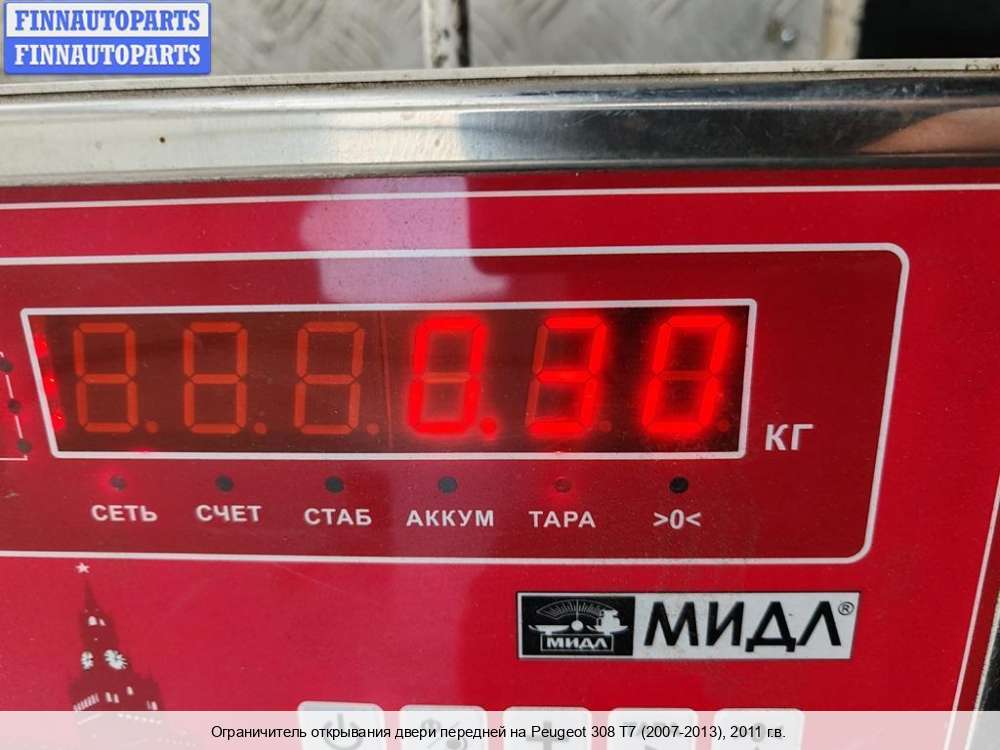 FINNAUTOPARTS
FINNAUTOPARTS
0.30
КГ
СЕТЬ СЧЕТ СТАБ АККУМ ТАРА >0<
МИДЛ МИДЛ®
Ограничитель открывания двери передней на Peugeot 308 T7 (2007-2013), 2011 г.в.